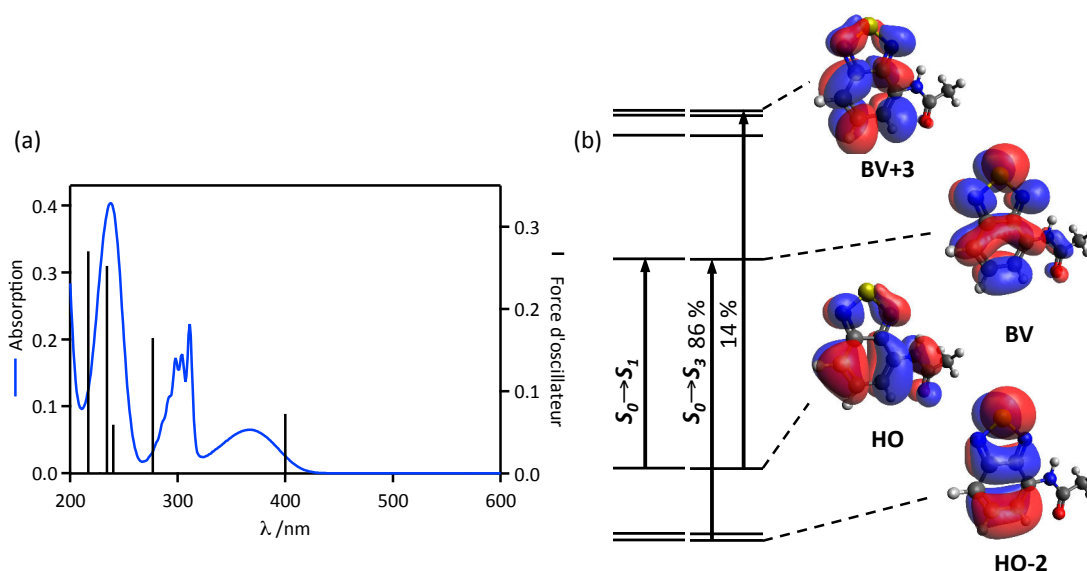 (a)
Absorption
0.4
0.3
0.2
0.1
0.0
200
300
400
500
600
λ /nm
0.3
0.2
0.1
0.0
Force d'oscillateur
(b)
S0→S1
S0→S3 86 %
14 %
BV+3
BV
HO
HO-2